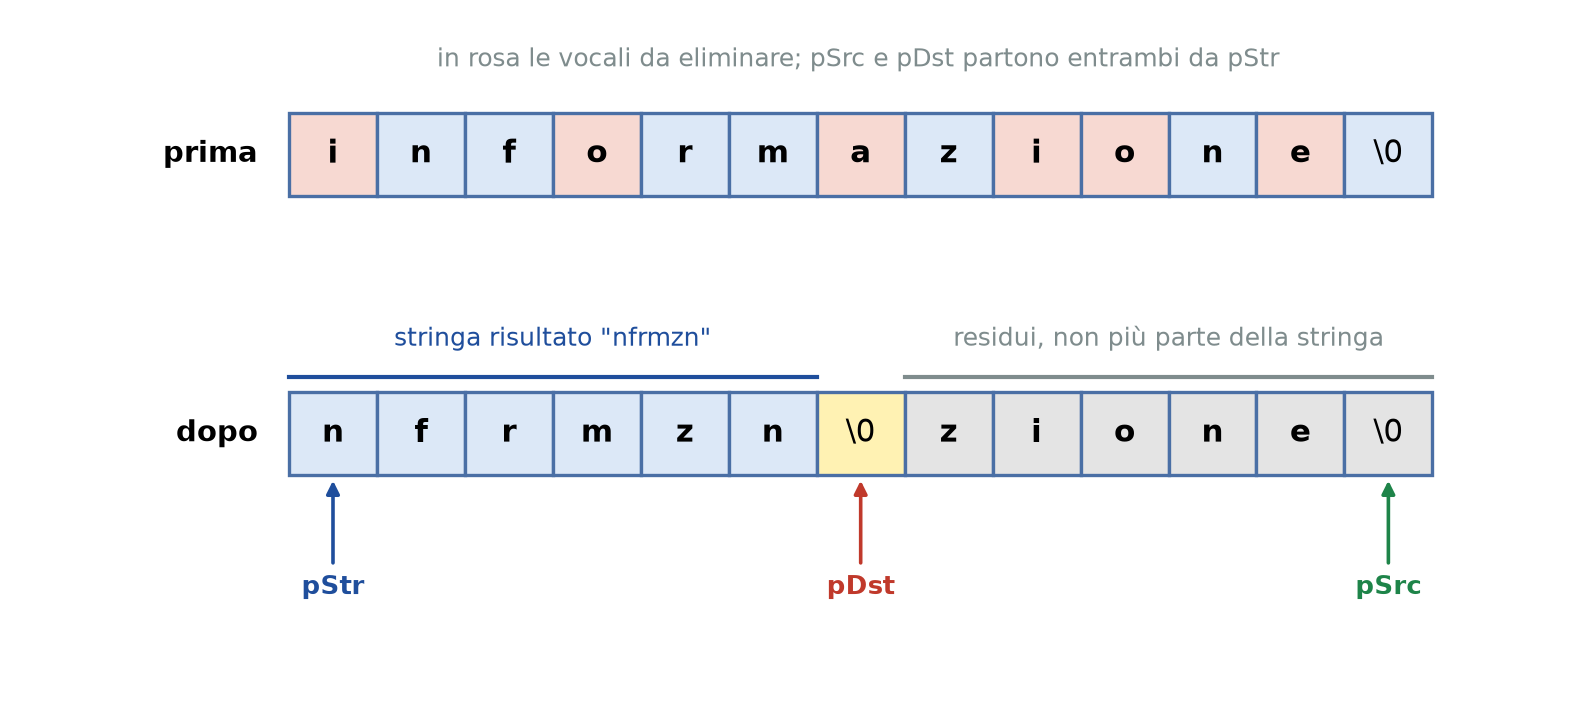 in rosa le vocali da eliminare; pSrc e pDst partono entrambi da pStr
prima i n f o r m a z i o n e \0
stringa risultato "nfrmzn" residui, non più parte della stringa
dopo n f r m z n \0 z i o n e \0
pStr pDst pSrc